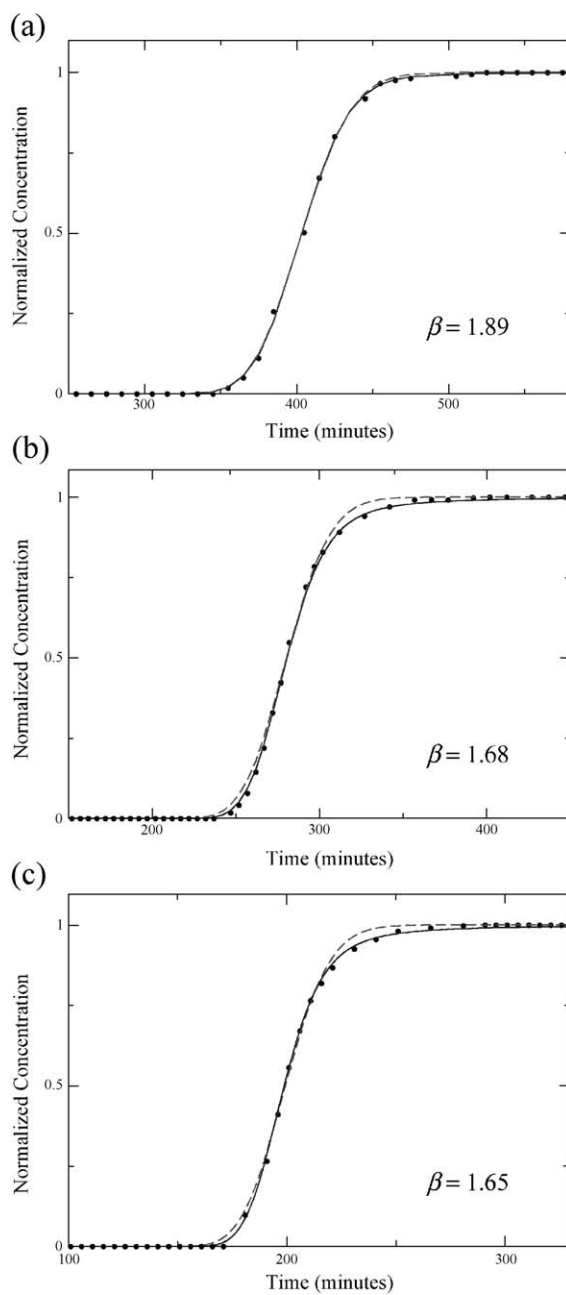 (a)
1
0.5
0
Normalized Concentration
β = 1.89
300 400 500
Time (minutes)
(b)
1
0.5
0
Normalized Concentration
β = 1.68
200 300 400
Time (minutes)
(c)
1
0.5
0
Normalized Concentration
β = 1.65
100 200 300
Time (minutes)